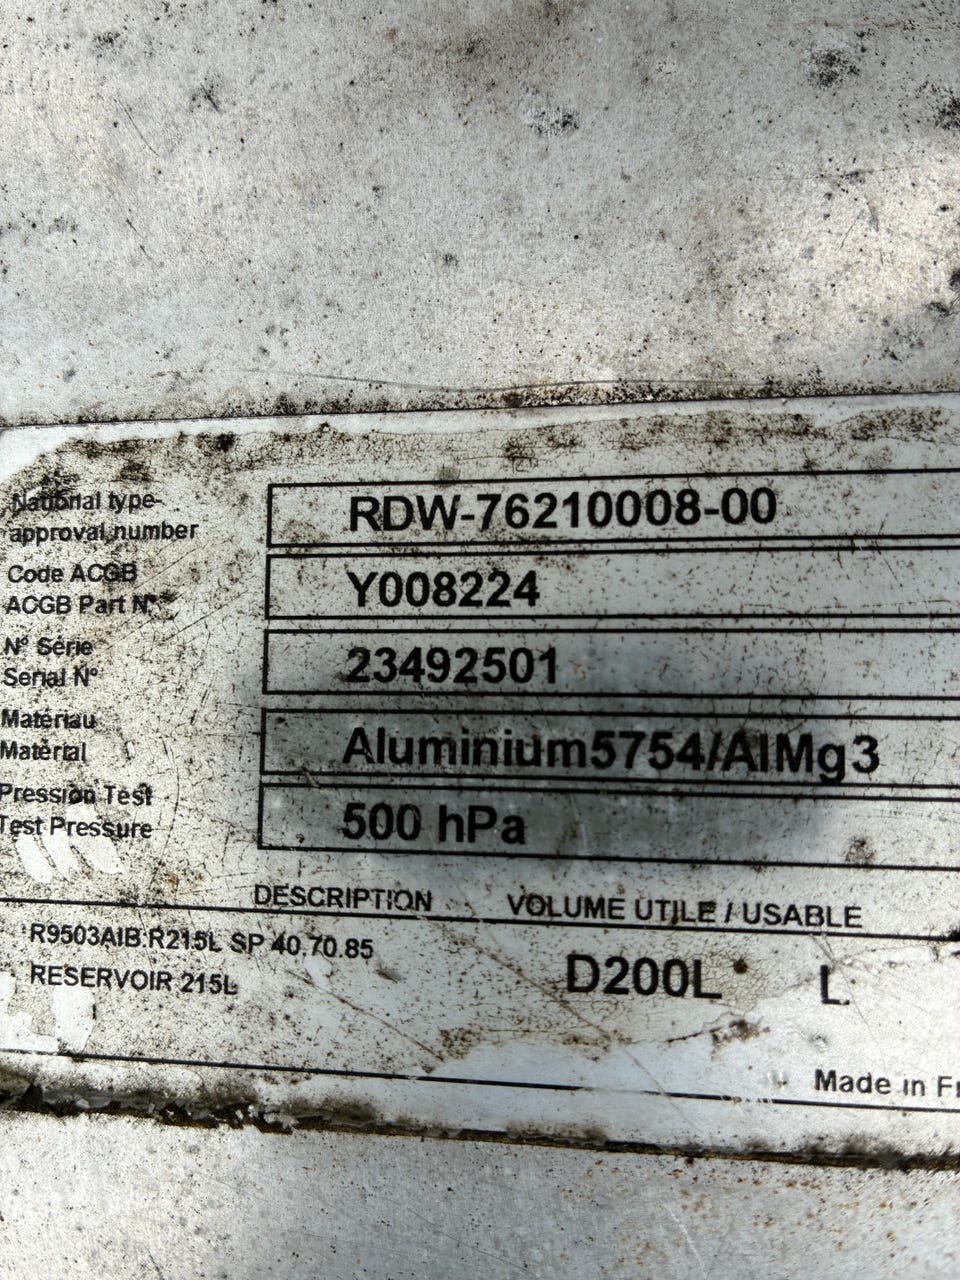 National type-
approval number
RDW-76210008-00
Code ACGB
ACGB Part N°
Y008224
N° Série
Serial N°
23492501
Matériau
Matérial
Aluminium5754/AlMg3
Pression Test
Test Pressure
500 hPa
DESCRIPTION VOLUME UTILE / USABLE
R9503AIB:R215L SP 40.70.85
RESERVOIR 215L
D200L L
Made in Fr